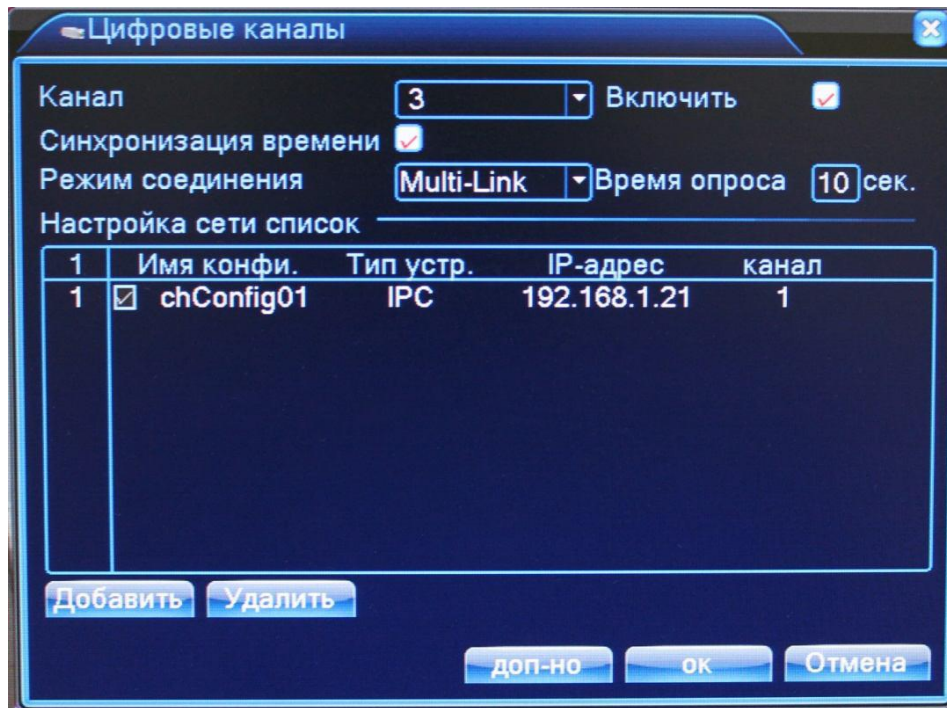 Цифровые каналы
Канал 3 Включить
Синхронизация времени
Режим соединения Multi-Link Время опроса 10 сек.
Настройка сети список
1 Имя конфи. Тип устр. IP-адрес канал
1 chConfig01 IPC 192.168.1.21 1
Добавить Удалить
доп-но ок Отмена